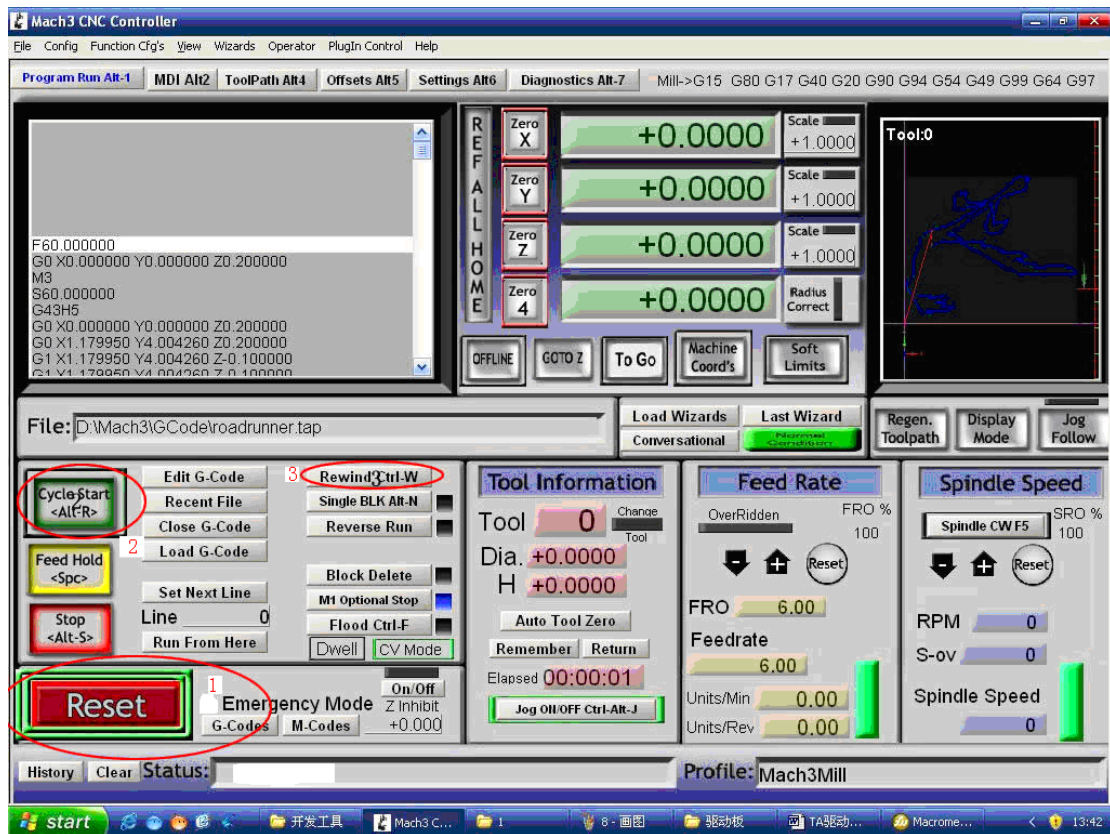 Mach3 CNC Controller
File Config Function Cfg's View Wizards Operator PlugIn Control Help
Program Run Alt-1 MDI Alt2 ToolPath Alt4 Offsets Alt5 Settings Alt6 Diagnostics Alt-7 Mill->G15 G80 G17 G40 G20 G90 G94 G54 G49 G99 G64 G97
F60.000000
G0 X0.000000 Y0.000000 Z0.200000
M3
S60.000000
G43H5
G0 X0.000000 Y0.000000 Z0.200000
G0 X1.179950 Y4.004260 Z0.200000
G1 X1.179950 Y4.004260 Z-0.100000
G1 X1.179950 Y4.004260 Z-0.100000
REF ALL HOME
Zero X +0.0000 Scale +1.0000
Zero Y +0.0000 Scale +1.0000
Zero Z +0.0000 Scale +1.0000
Zero 4 +0.0000 Radius Correct
OFFLINE GOTO Z To Go Machine Coord's Soft Limits
Tool:0
File: D:\Mach3\GCode\roadrunner.tap
Load Wizards Last Wizard
Conversational Normal Condition
Regen. Toolpath Display Mode Jog Follow
Cycle Start <Alt-R>
Feed Hold <Spc>
Stop <Alt-S>
2
Edit G-Code
Recent File
Close G-Code
Load G-Code
Set Next Line
Line 0
Run From Here
3 Rewind Ctrl-W
3
Single BLK Alt-N
Reverse Run
Block Delete
M1 Optional Stop
Flood Ctrl-F
Dwell CV Mode
Reset
1
Emergency Mode
G-Codes M-Codes
On/Off
Z Inhibit
+0.000
Tool Information
Tool 0 Change Tool
Dia. +0.0000
H +0.0000
Auto Tool Zero
Remember Return
Elapsed 00:00:01
Jog ON/OFF Ctrl-Alt-J
Feed Rate
OverRidden FRO %
100
Reset
FRO 6.00
Feedrate
6.00
Units/Min 0.00
Units/Rev 0.00
Spindle Speed
Spindle CW F5 SRO %
100
Reset
RPM 0
S-ov 0
Spindle Speed
0
History Clear Status:
Profile: Mach3Mill
start 开发工具 Mach3 C... 1 8 - 画图 驱动板 TA驱动... Macrome... 13:42